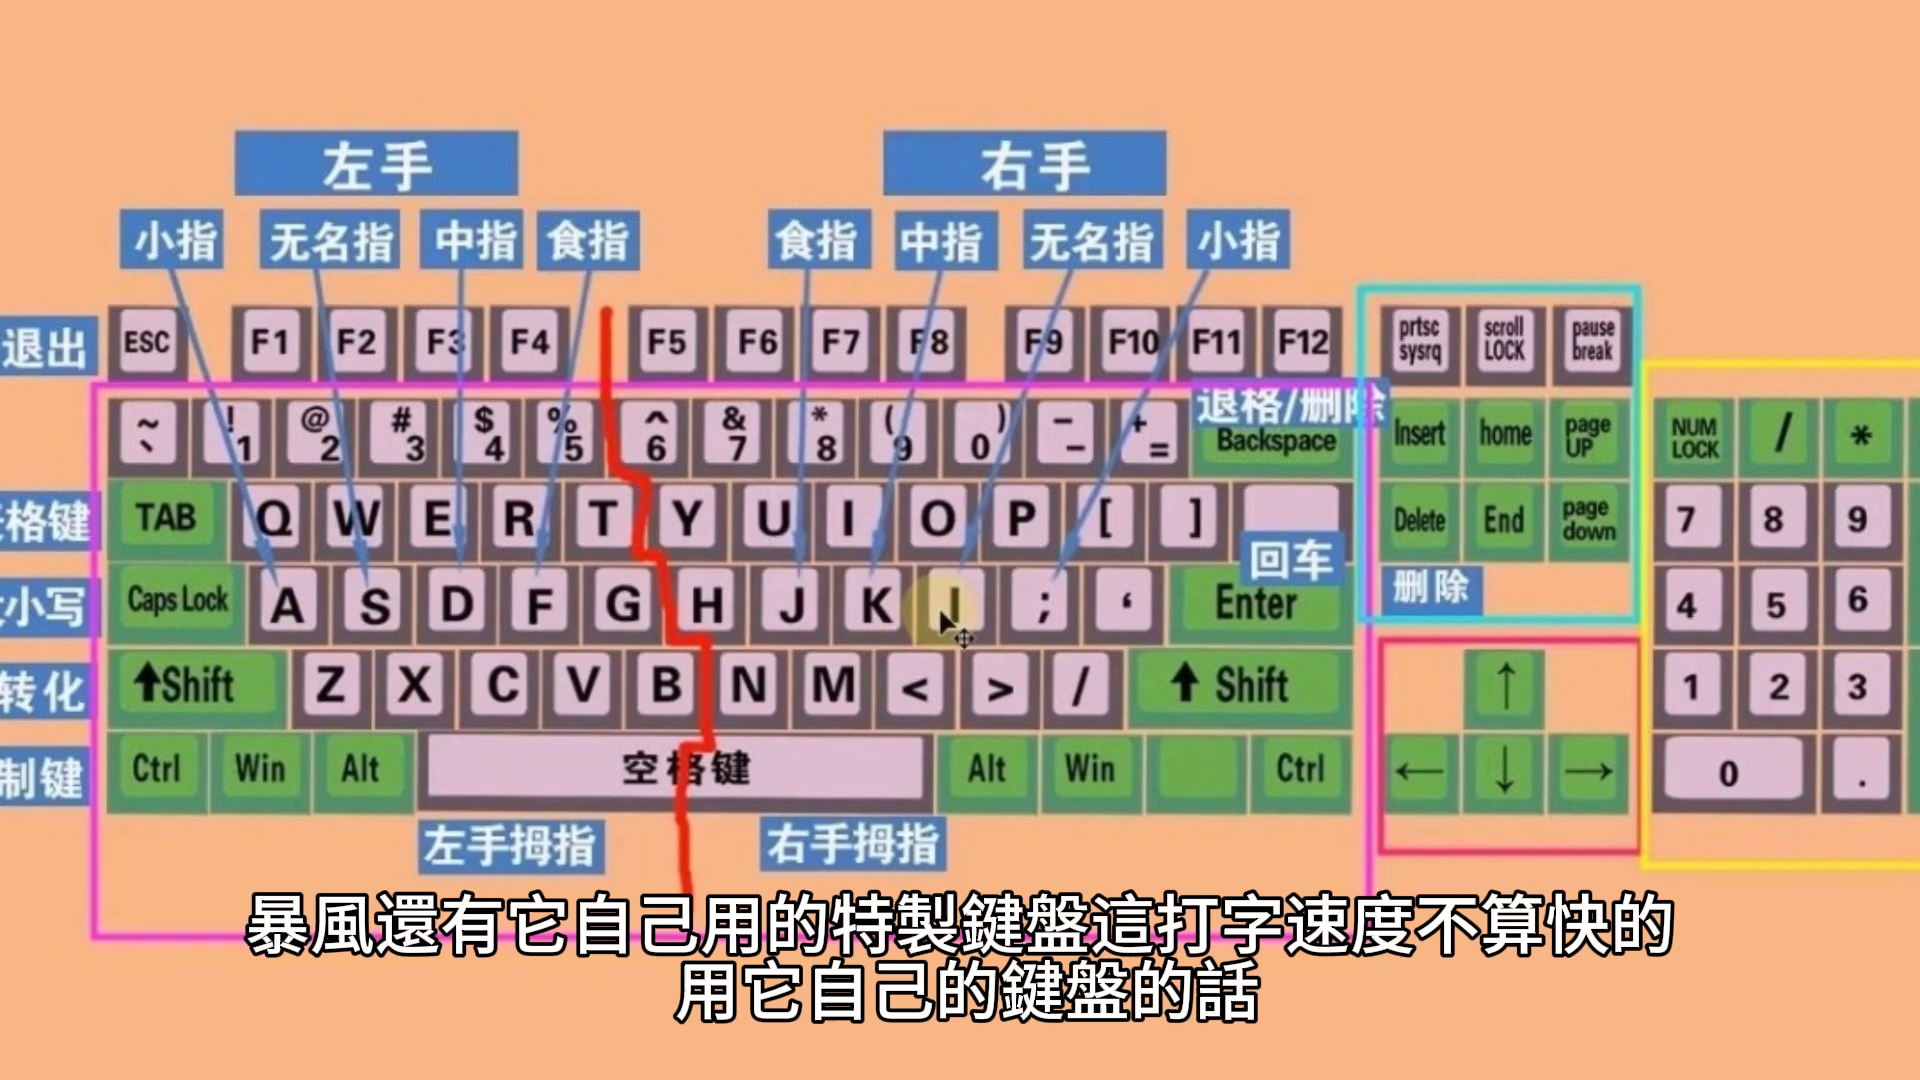 左手 右手
小指 无名指 中指 食指 食指 中指 无名指 小指
退出 ESC F1 F2 F3 F4 F5 F6 F7 F8 F9 F10 F11 F12 prtsc sysrq scroll LOCK pause break
退格/删除
~ ` ! 1 @ 2 # 3 $ 4 % 5 ^ 6 & 7 * 8 ( 9 ) 0 - - + = Backspace Insert home page UP NUM LOCK / *
格键 TAB Q W E R T Y U I O P [ ] Delete End page down 7 8 9
回车
小写 Caps Lock A S D F G H J K ; ‘ Enter 删除 4 5 6
转化 ↑Shift Z X C V B N M < > / ↑ Shift ↑ 1 2 3
制键 Ctrl Win Alt 空格键 Alt Win Ctrl ← ↓ → 0 .
左手拇指 右手拇指
暴風還有它自己用的特製鍵盤這打字速度不算快的
用它自己的鍵盤的話